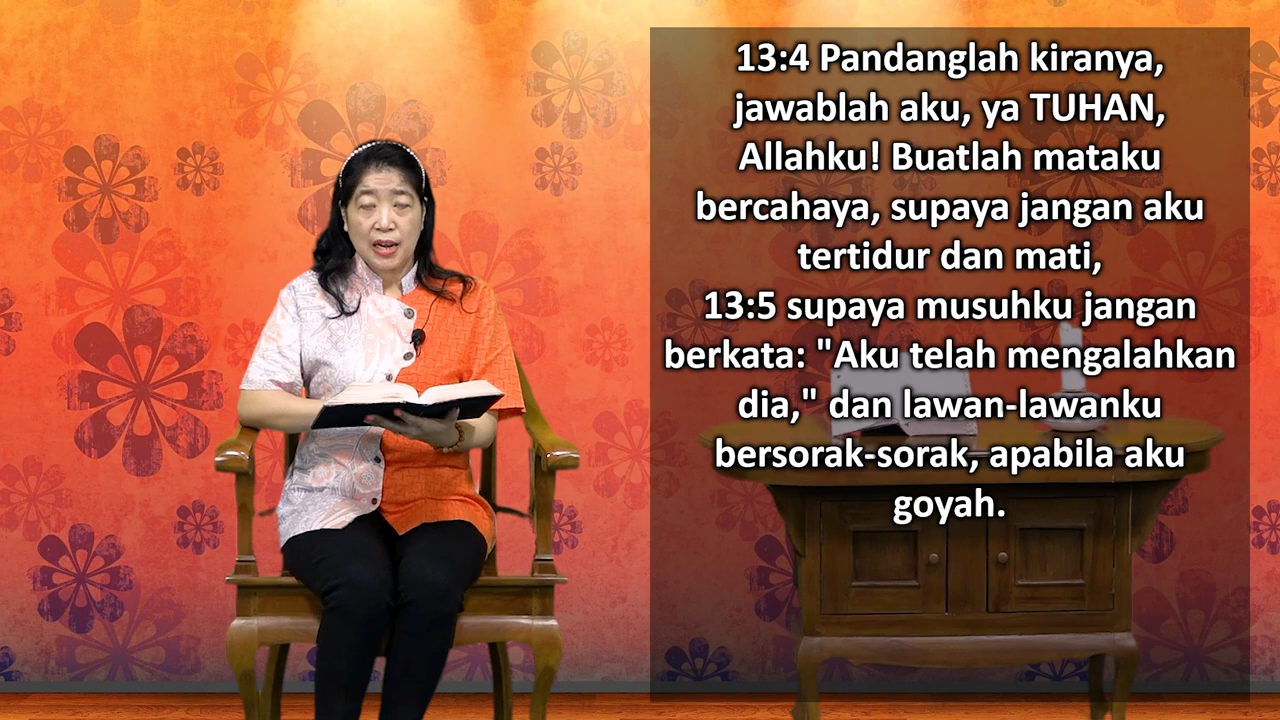 13:4 Pandanglah kiranya,
jawablah aku, ya TUHAN,
Allahku! Buatlah mataku
bercahaya, supaya jangan aku
tertidur dan mati,
13:5 supaya musuhku jangan
berkata: "Aku telah mengalahkan
dia," dan lawan-lawanku
bersorak-sorak, apabila aku
goyah.